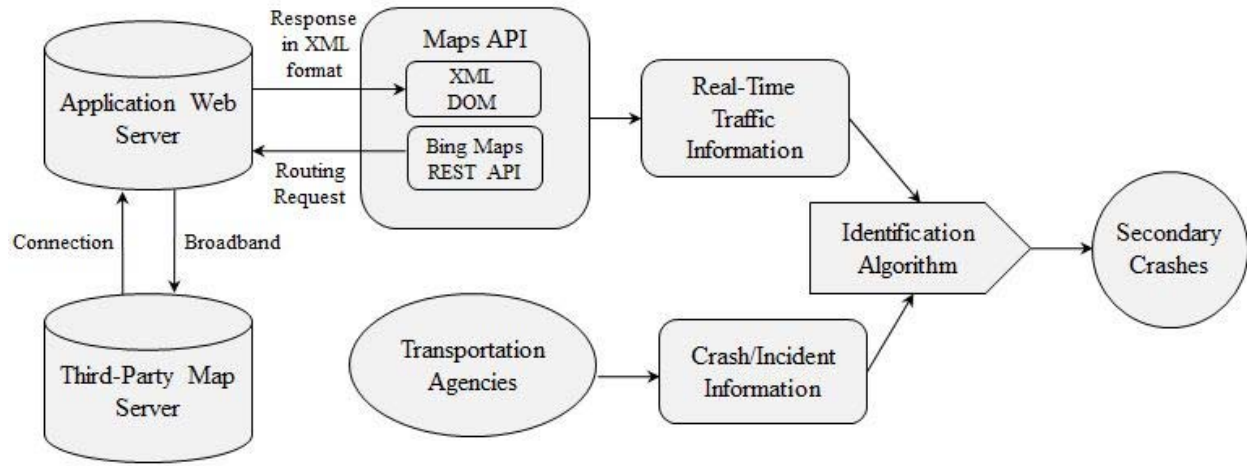 Response
in XML
format
Maps API
XML
DOM
Bing Maps
REST API
Application Web
Server
Routing
Request
Real-Time
Traffic
Information
Connection
Broadband
Identification
Algorithm
Secondary
Crashes
Third-Party Map
Server
Transportation
Agencies
Crash/Incident
Information